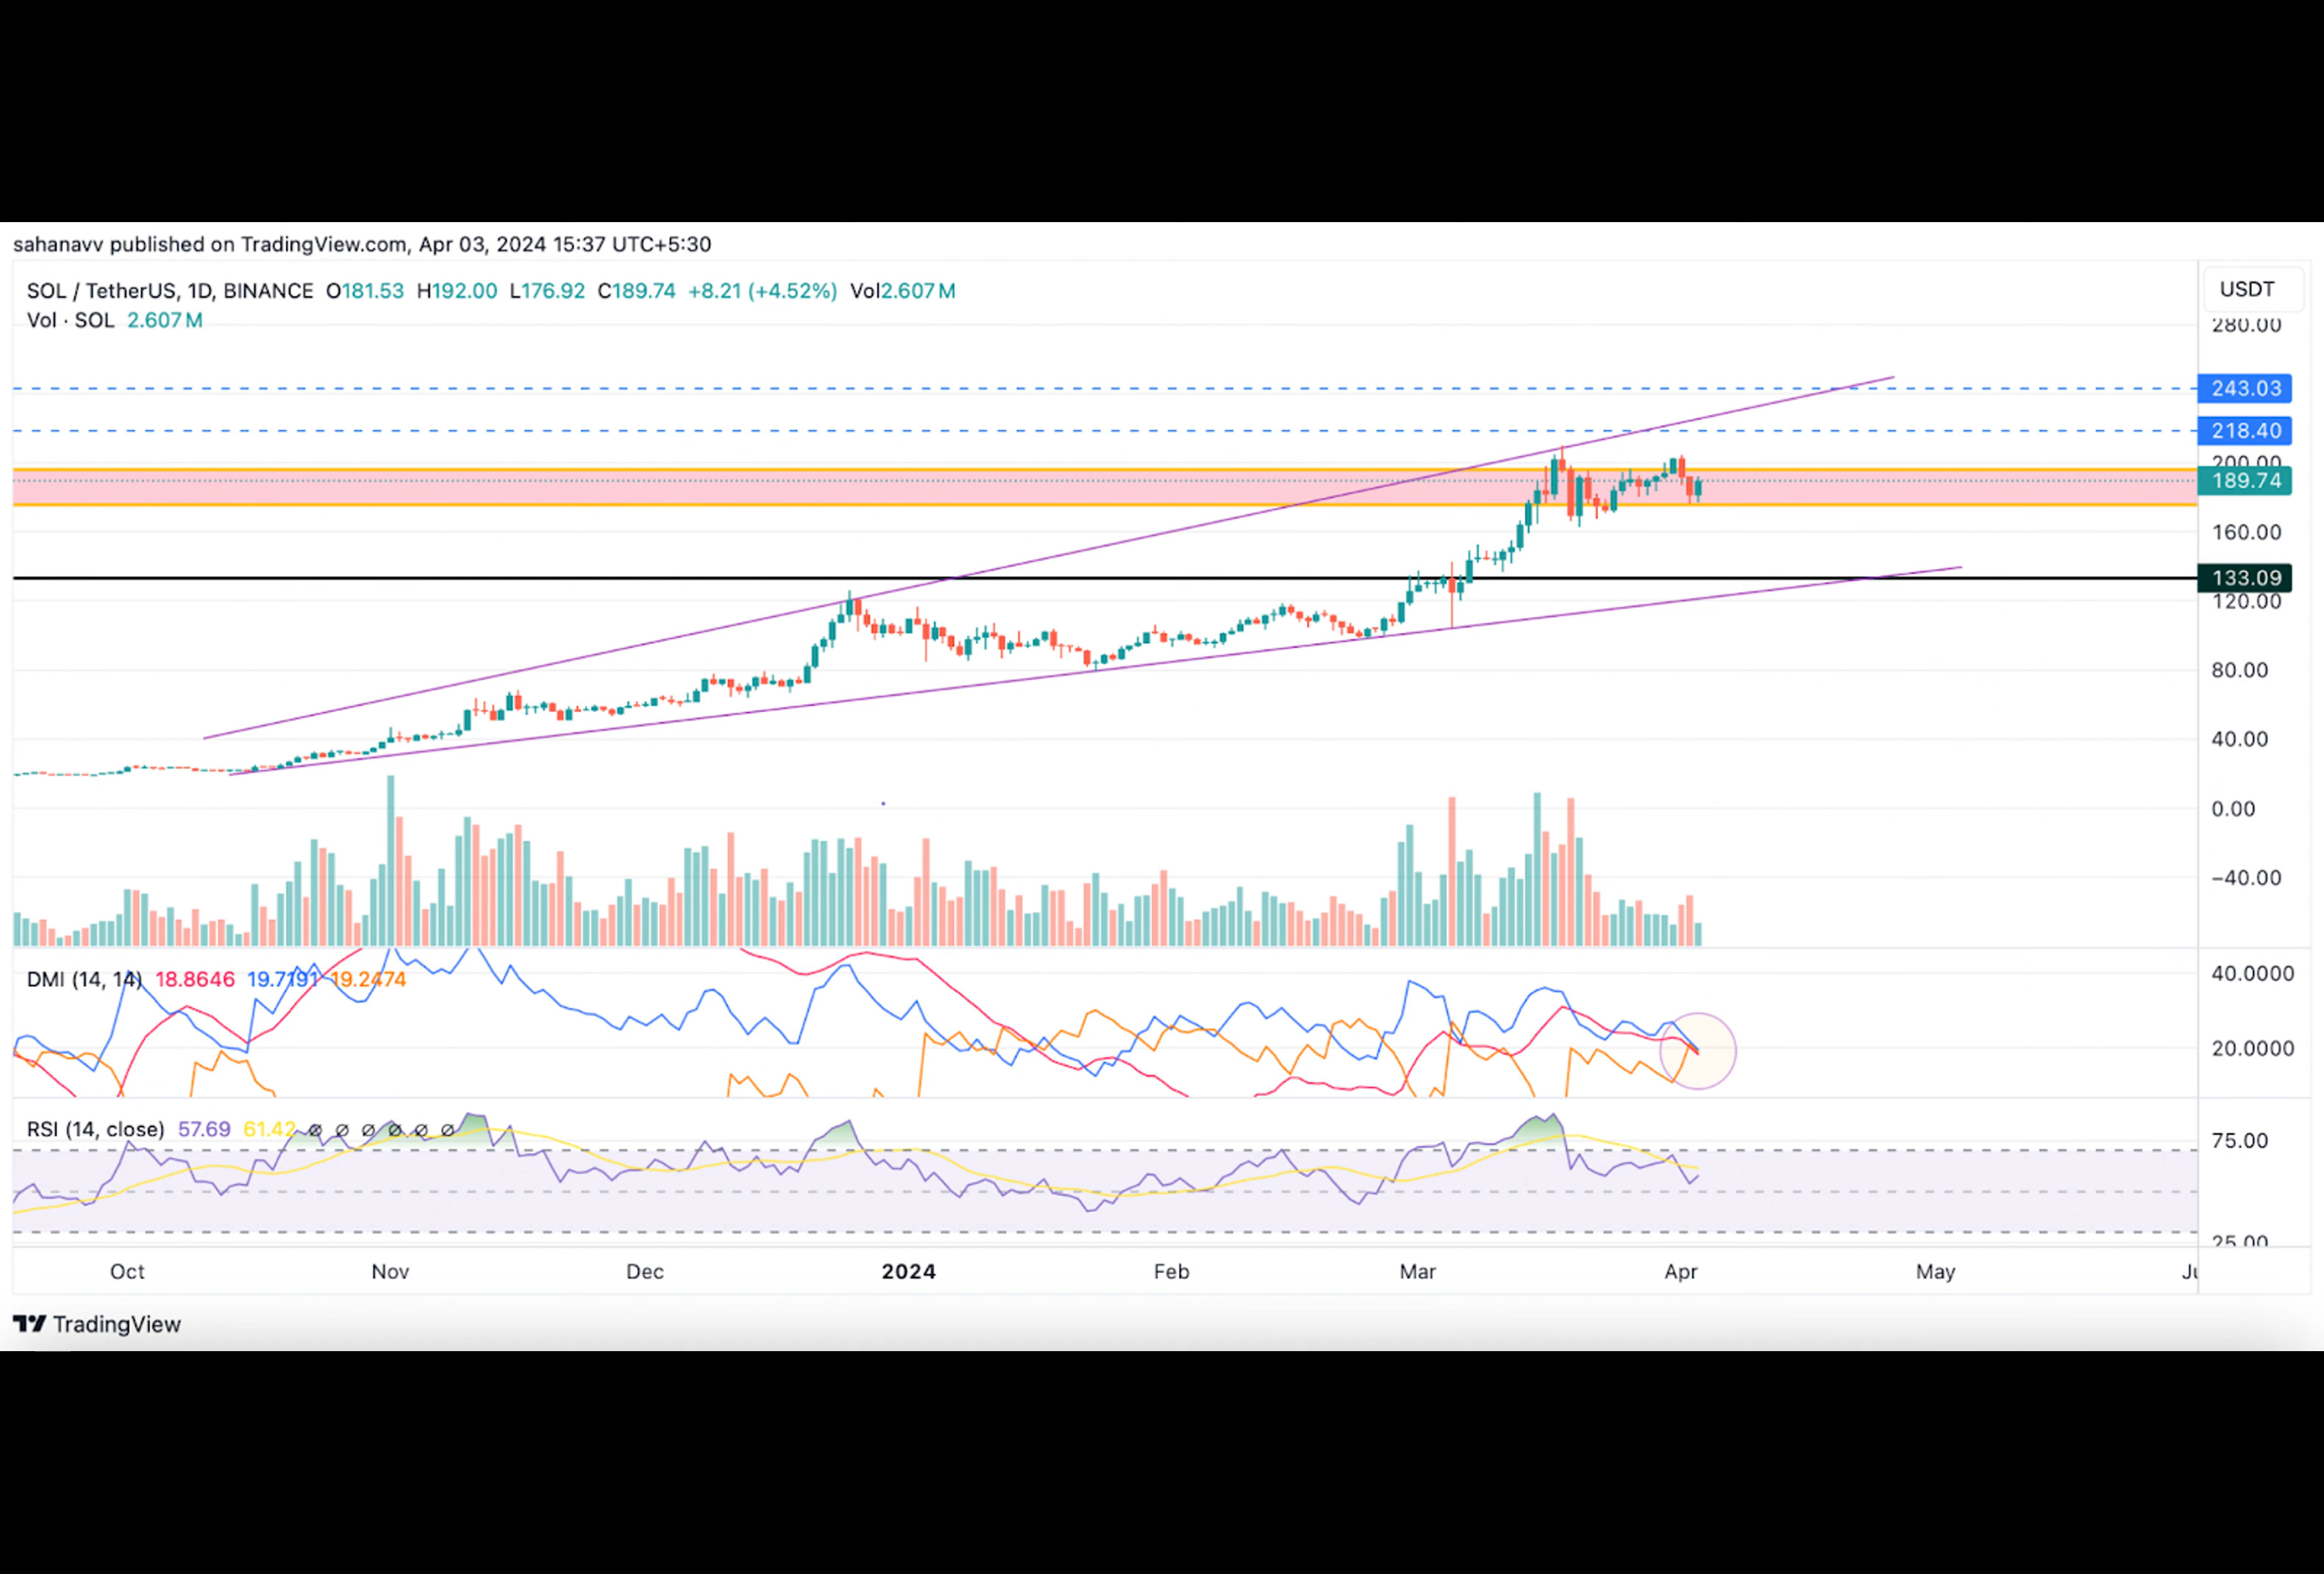 sahanavv published on TradingView.com, Apr 03, 2024 15:37 UTC+5:30
SOL / TetherUS, 1D, BINANCE O181.53 H192.00 L176.92 C189.74 +8.21 (+4.52%) Vol2.607 M
Vol · SOL 2.607 M
USDT
280.00
243.03
218.40
200.00
189.74
160.00
133.09
120.00
80.00
40.00
0.00
−40.00
DMI (14, 14) 18.8646 19.7191 19.2474
40.0000
20.0000
RSI (14, close) 57.69 61.42 ∅ ∅ ∅ ∅ ∅ ∅
75.00
25.00
Oct Nov Dec 2024 Feb Mar Apr May Ju
TradingView